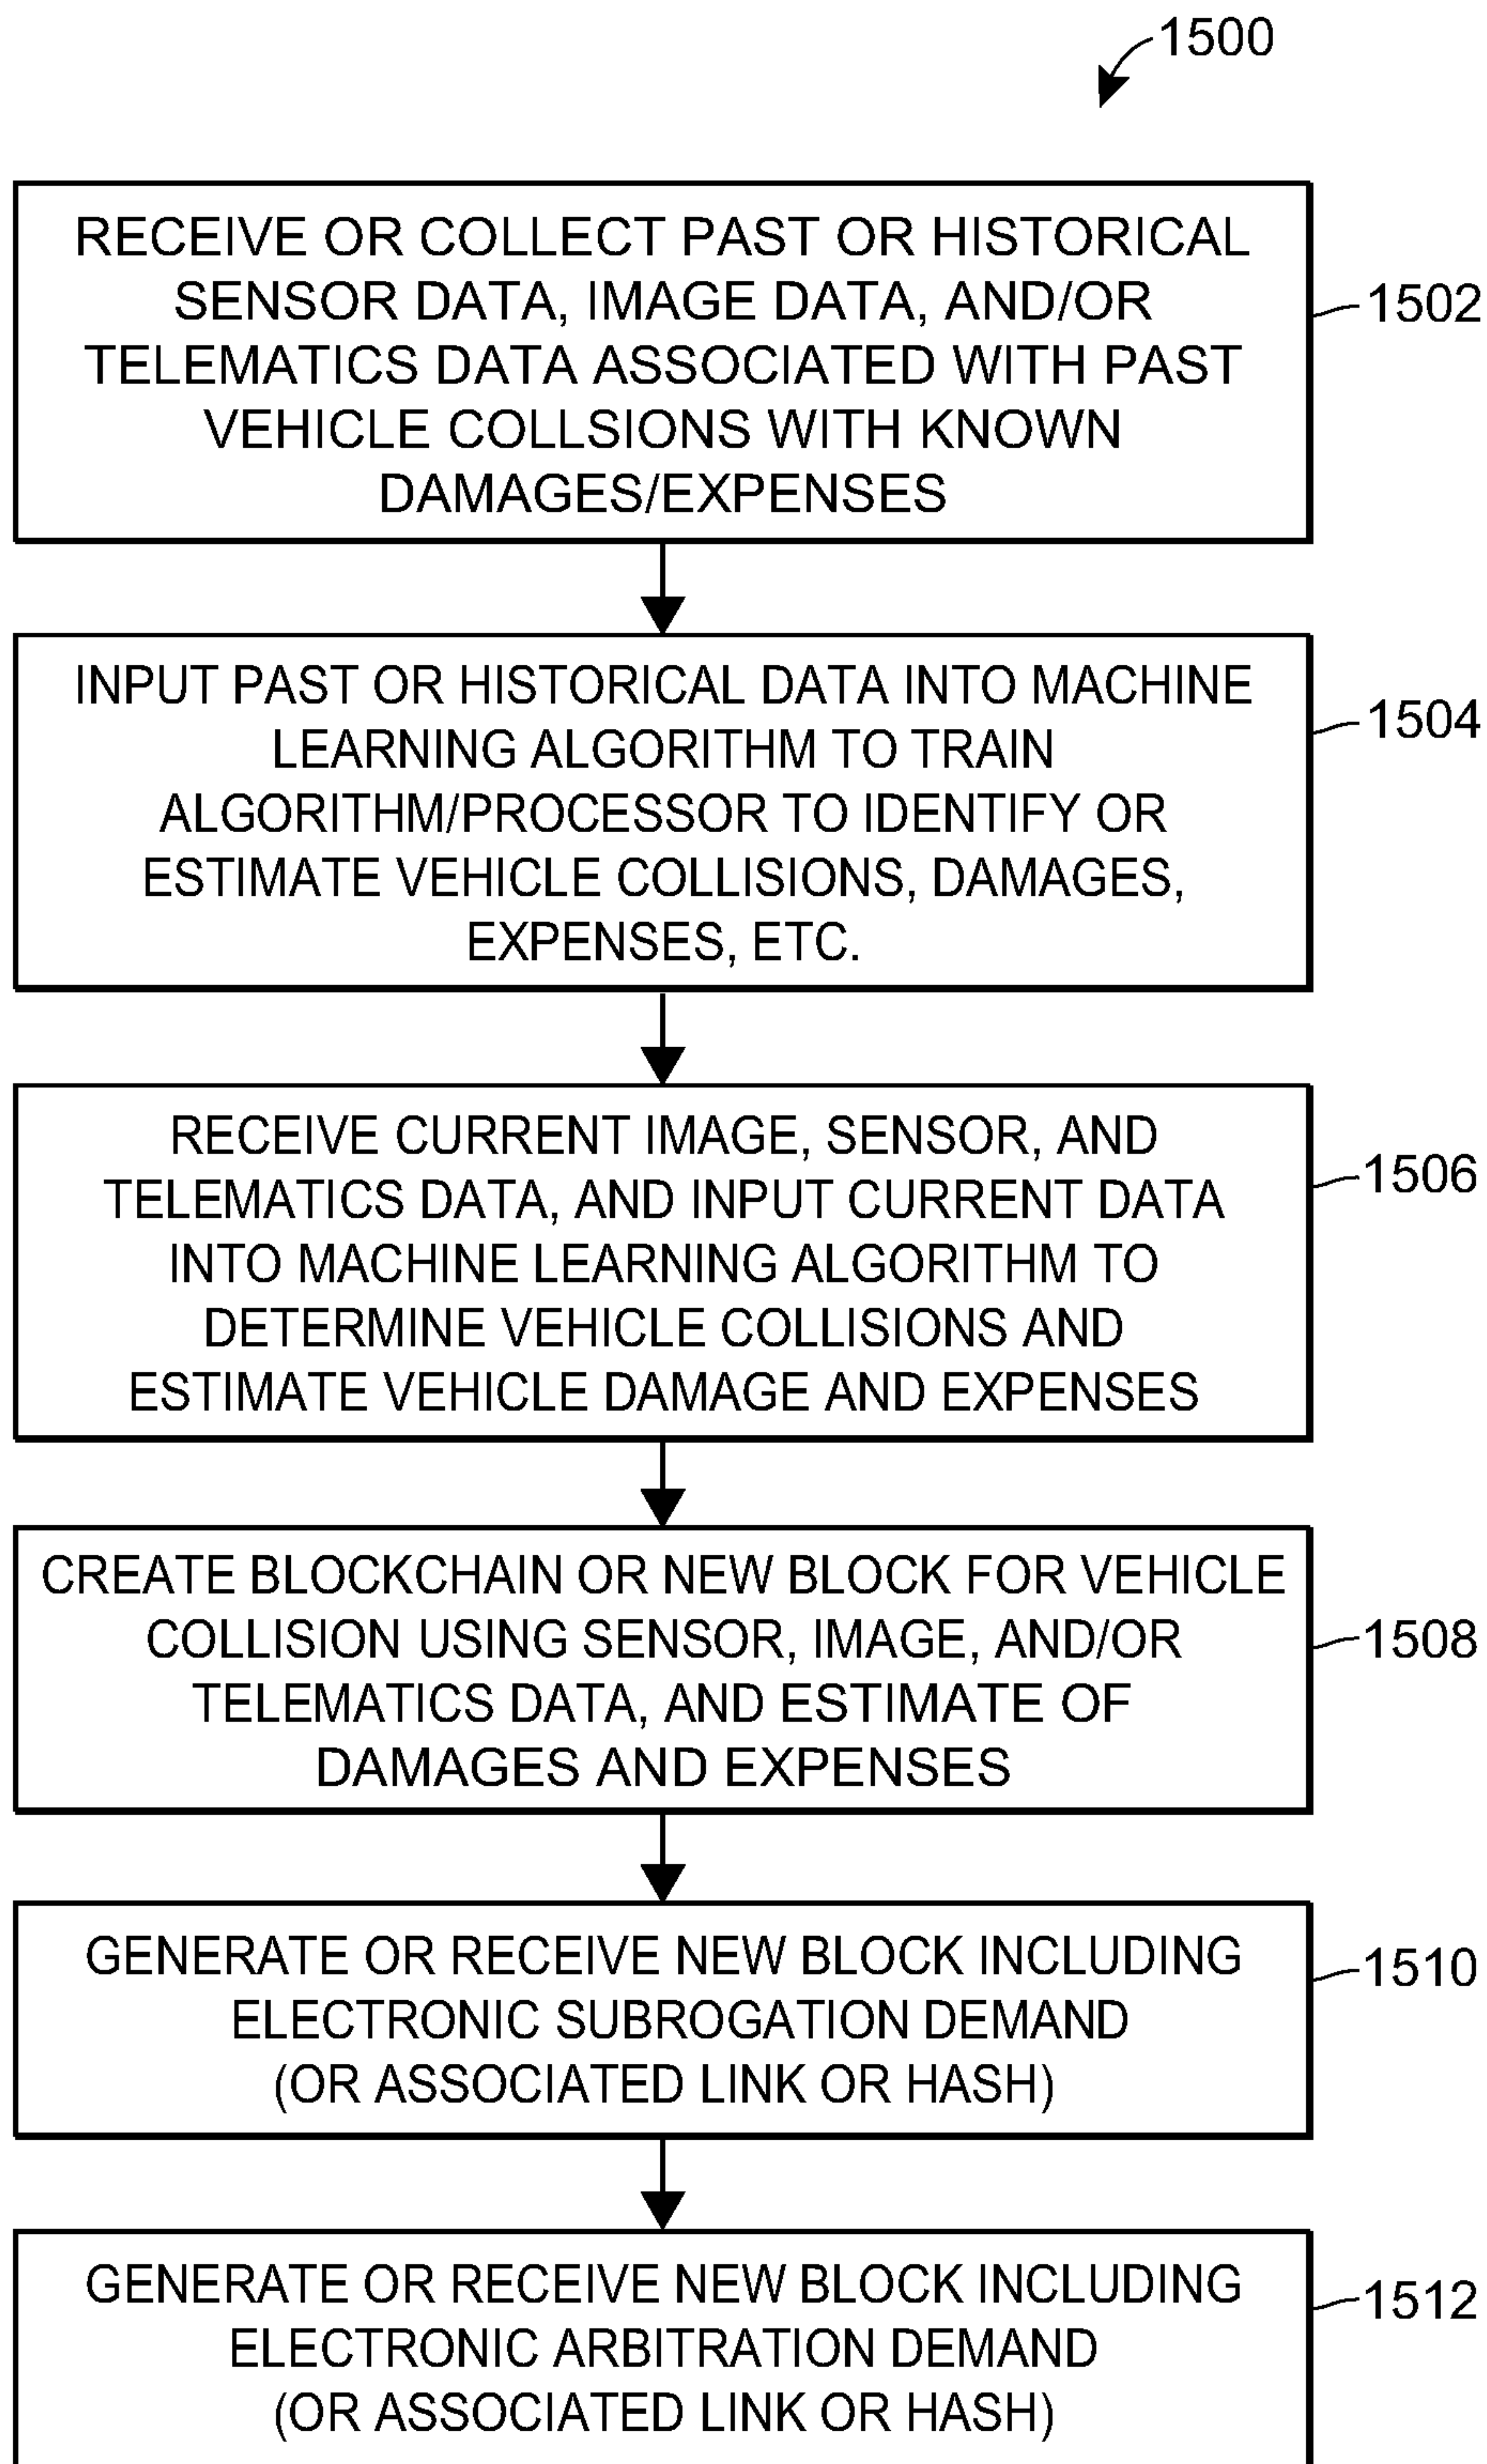 1500
RECEIVE OR COLLECT PAST OR HISTORICAL
SENSOR DATA, IMAGE DATA, AND/OR
TELEMATICS DATA ASSOCIATED WITH PAST
VEHICLE COLLSIONS WITH KNOWN
DAMAGES/EXPENSES
1502
INPUT PAST OR HISTORICAL DATA INTO MACHINE
LEARNING ALGORITHM TO TRAIN
ALGORITHM/PROCESSOR TO IDENTIFY OR
ESTIMATE VEHICLE COLLISIONS, DAMAGES,
EXPENSES, ETC.
1504
RECEIVE CURRENT IMAGE, SENSOR, AND
TELEMATICS DATA, AND INPUT CURRENT DATA
INTO MACHINE LEARNING ALGORITHM TO
DETERMINE VEHICLE COLLISIONS AND
ESTIMATE VEHICLE DAMAGE AND EXPENSES
1506
CREATE BLOCKCHAIN OR NEW BLOCK FOR VEHICLE
COLLISION USING SENSOR, IMAGE, AND/OR
TELEMATICS DATA, AND ESTIMATE OF
DAMAGES AND EXPENSES
1508
GENERATE OR RECEIVE NEW BLOCK INCLUDING
ELECTRONIC SUBROGATION DEMAND
(OR ASSOCIATED LINK OR HASH)
1510
GENERATE OR RECEIVE NEW BLOCK INCLUDING
ELECTRONIC ARBITRATION DEMAND
(OR ASSOCIATED LINK OR HASH)
1512